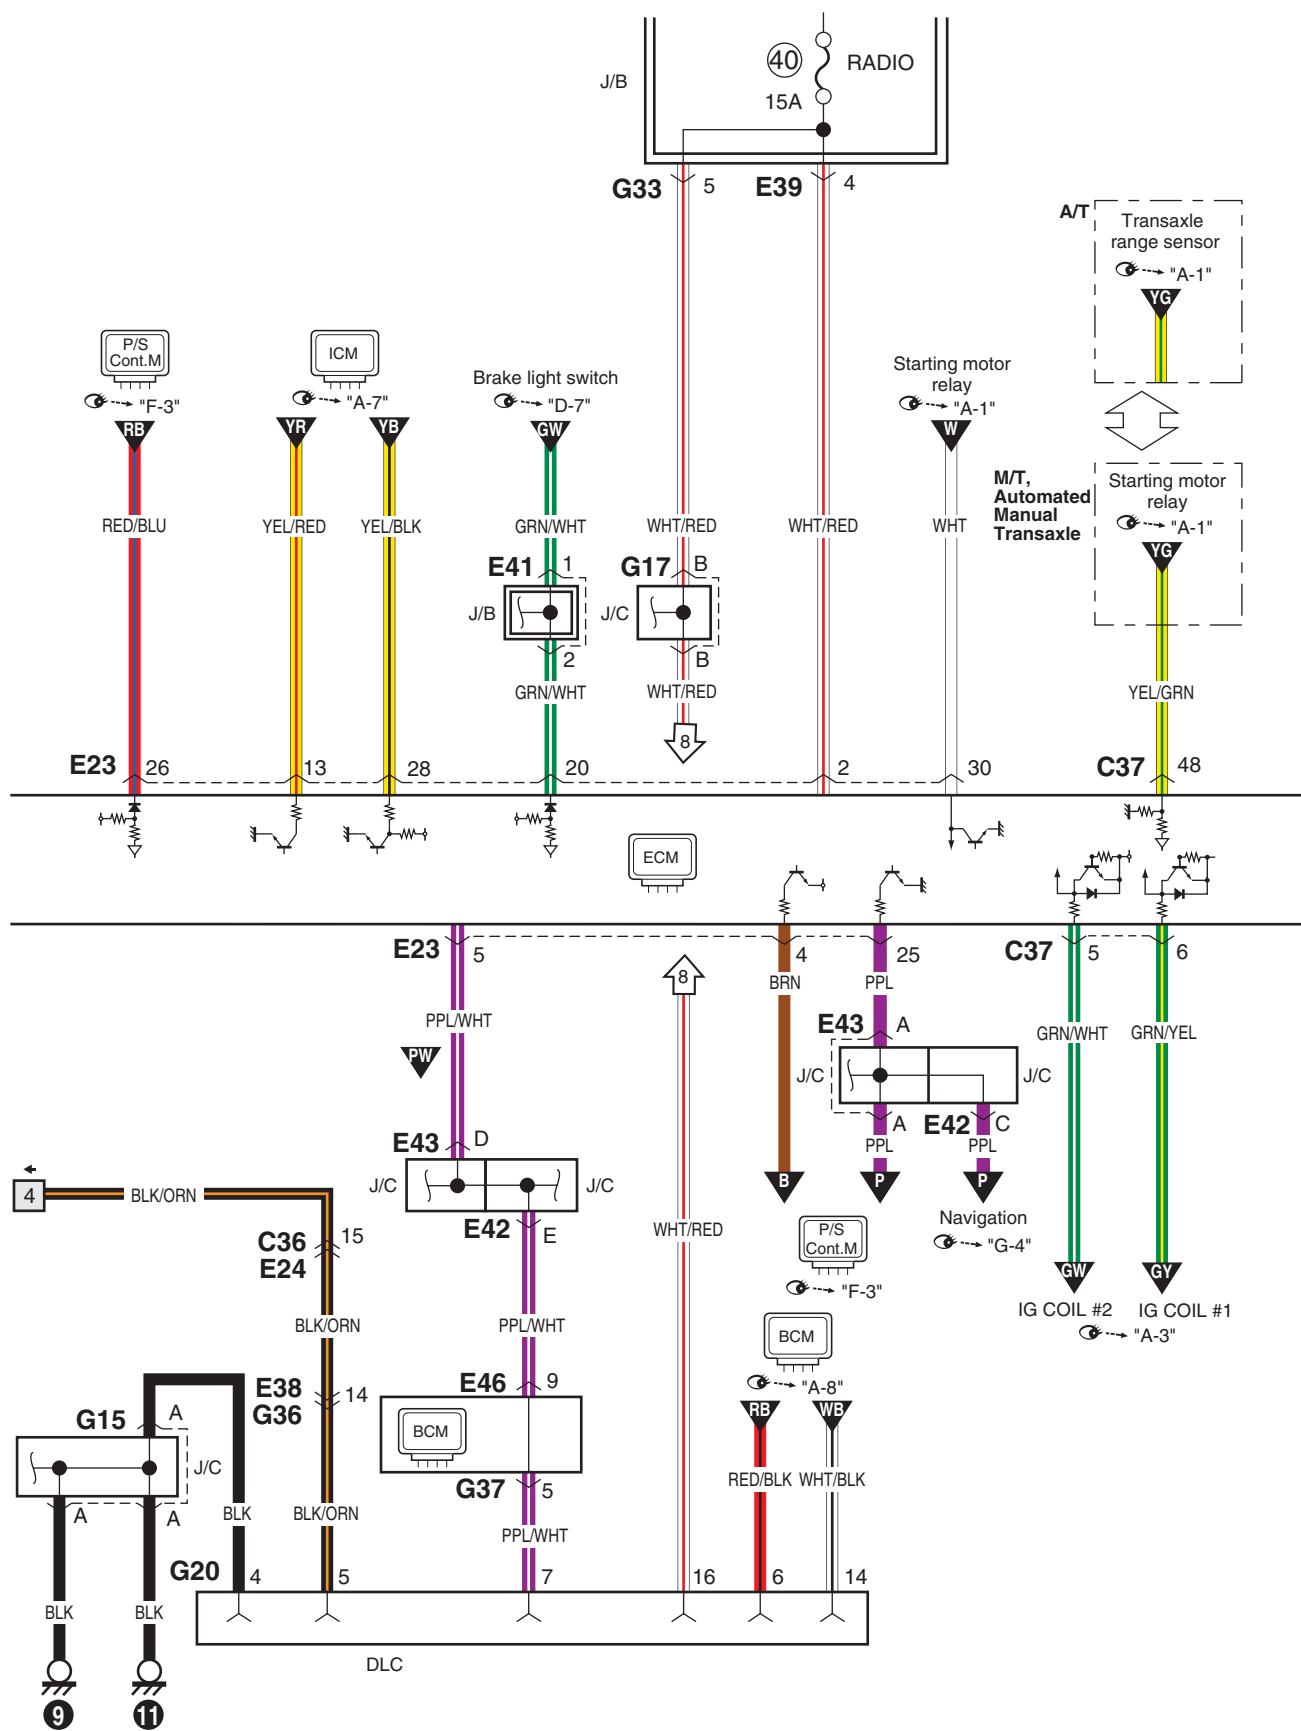 40
RADIO
J/B
15A
G33
5
E39
4
A/T
Transaxle
range sensor
"A-1"
YG
P/S
Cont.M
"F-3"
RB
ICM
"A-7"
YR
YB
Brake light switch
"D-7"
GW
Starting motor
relay
"A-1"
W
M/T,
Automated
Manual
Transaxle
Starting motor
relay
"A-1"
YG
RED/BLU
YEL/RED
YEL/BLK
GRN/WHT
WHT/RED
WHT/RED
WHT
E41
1
G17
B
J/B
J/C
2
B
GRN/WHT
WHT/RED
YEL/GRN
8
E23
26
13
28
20
2
30
C37
48
ECM
E23
5
4
25
C37
5
6
8
BRN
PPL
PPL/WHT
E43
A
GRN/WHT
GRN/YEL
PW
J/C
J/C
A
E42
C
PPL
PPL
E43
D
B
P
P
4
BLK/ORN
J/C
J/C
E42
E
WHT/RED
P/S
Cont.M
"F-3"
Navigation
"G-4"
C36
15
E24
GW
GY
IG COIL #2
IG COIL #1
"A-3"
BLK/ORN
PPL/WHT
BCM
"A-8"
E38
14
G36
E46
9
RB
WB
G15
A
BCM
J/C
RED/BLK
WHT/BLK
G37
5
A
A
BLK
BLK/ORN
PPL/WHT
G20
4
5
7
16
6
14
BLK
BLK
DLC
9
11